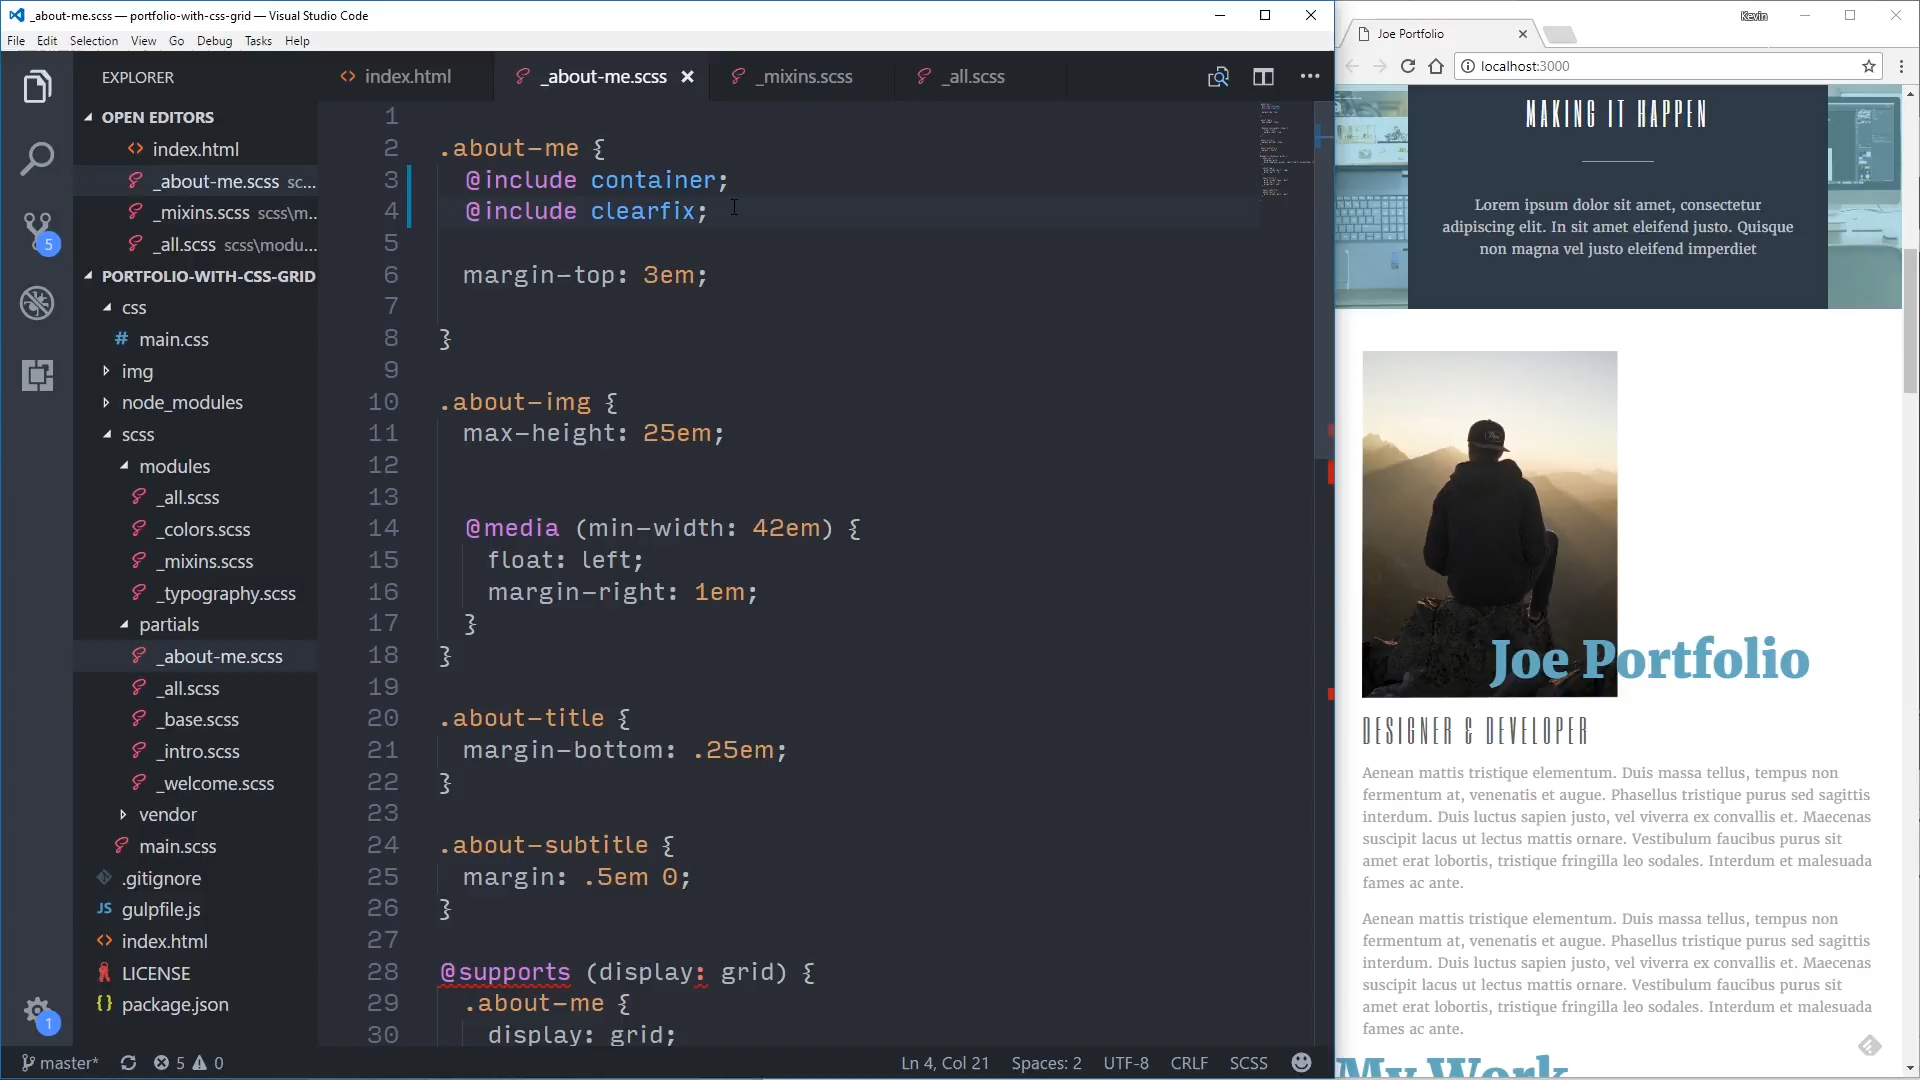 _about-me.scss — portfolio-with-css-grid — Visual Studio Code
File Edit Selection View Go Debug Tasks Help
EXPLORER
OPEN EDITORS
index.html
_about-me.scss sc...
_mixins.scss scss\m...
_all.scss scss\modu...
PORTFOLIO-WITH-CSS-GRID
css
# main.css
img
node_modules
scss
modules
_all.scss
_colors.scss
_mixins.scss
_typography.scss
partials
_about-me.scss
_all.scss
_base.scss
_intro.scss
_welcome.scss
vendor
main.scss
.gitignore
JS gulpfile.js
index.html
LICENSE
package.json
5
1
index.html _about-me.scss _mixins.scss _all.scss
1
2 .about-me {
3 @include container;
4 @include clearfix;
5
6 margin-top: 3em;
7
8 }
9
10 .about-img {
11 max-height: 25em;
12
13
14 @media (min-width: 42em) {
15 float: left;
16 margin-right: 1em;
17 }
18 }
19
20 .about-title {
21 margin-bottom: .25em;
22 }
23
24 .about-subtitle {
25 margin: .5em 0;
26 }
27
28 @supports (display: grid) {
29 .about-me {
30 display: grid;
master* 5 0 Ln 4, Col 21 Spaces: 2 UTF-8 CRLF SCSS
Kevin
Joe Portfolio
localhost:3000
MAKING IT HAPPEN
Lorem ipsum dolor sit amet, consectetur
adipiscing elit. In sit amet eleifend justo. Quisque
non magna vel justo eleifend imperdiet
Joe Portfolio
DESIGNER & DEVELOPER
Aenean mattis tristique elementum. Duis massa tellus, tempus non
fermentum at, venenatis et augue. Phasellus tristique purus sed sagittis
interdum. Duis luctus sapien justo, vel viverra ex convallis et. Maecenas
suscipit lacus ut lectus mattis ornare. Vestibulum faucibus purus sit
amet erat lobortis, tristique fringilla leo sodales. Interdum et malesuada
fames ac ante.
Aenean mattis tristique elementum. Duis massa tellus, tempus non
fermentum at, venenatis et augue. Phasellus tristique purus sed sagittis
interdum. Duis luctus sapien justo, vel viverra ex convallis et. Maecenas
suscipit lacus ut lectus mattis ornare. Vestibulum faucibus purus sit
amet erat lobortis, tristique fringilla leo sodales. Interdum et malesuada
fames ac ante.
My Work